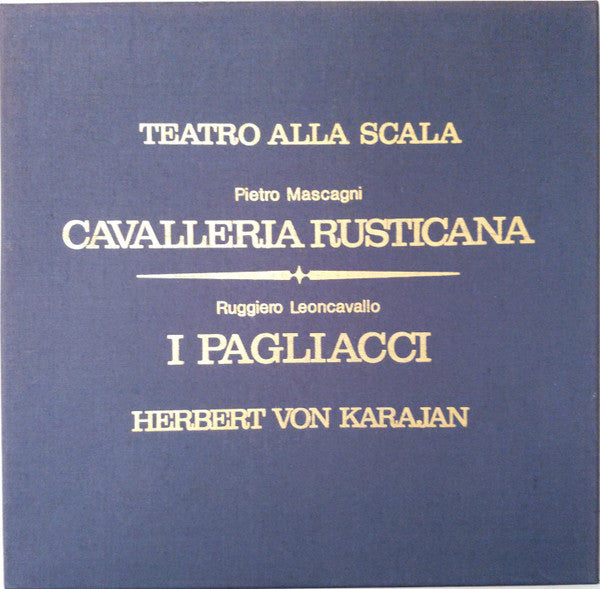 TEATRO ALLA SCALA
Pietro Mascagni
CAVALLERIA RUSTICANA
Ruggiero Leoncavallo
I PAGLIACCI
HERBERT VON KARAJAN